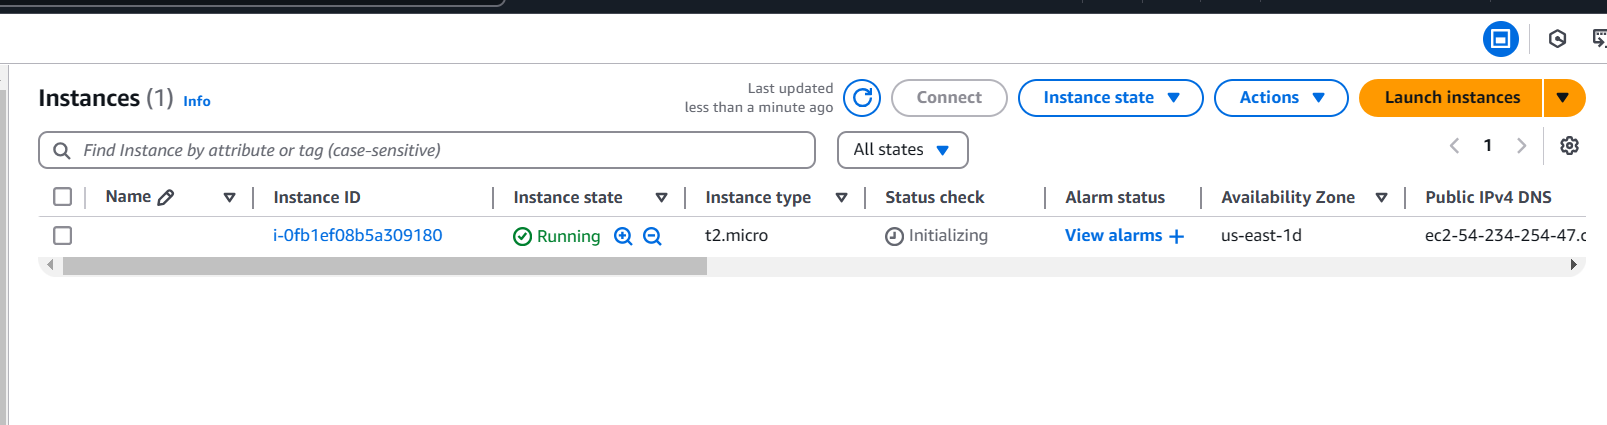 Instances (1) Info
Last updated
less than a minute ago
Connect
Instance state
Actions
Launch instances
Find Instance by attribute or tag (case-sensitive)
All states
1
Name Instance ID Instance state Instance type Status check Alarm status Availability Zone Public IPv4 DNS
i-0fb1ef08b5a309180 Running t2.micro Initializing View alarms + us-east-1d ec2-54-234-254-47.c